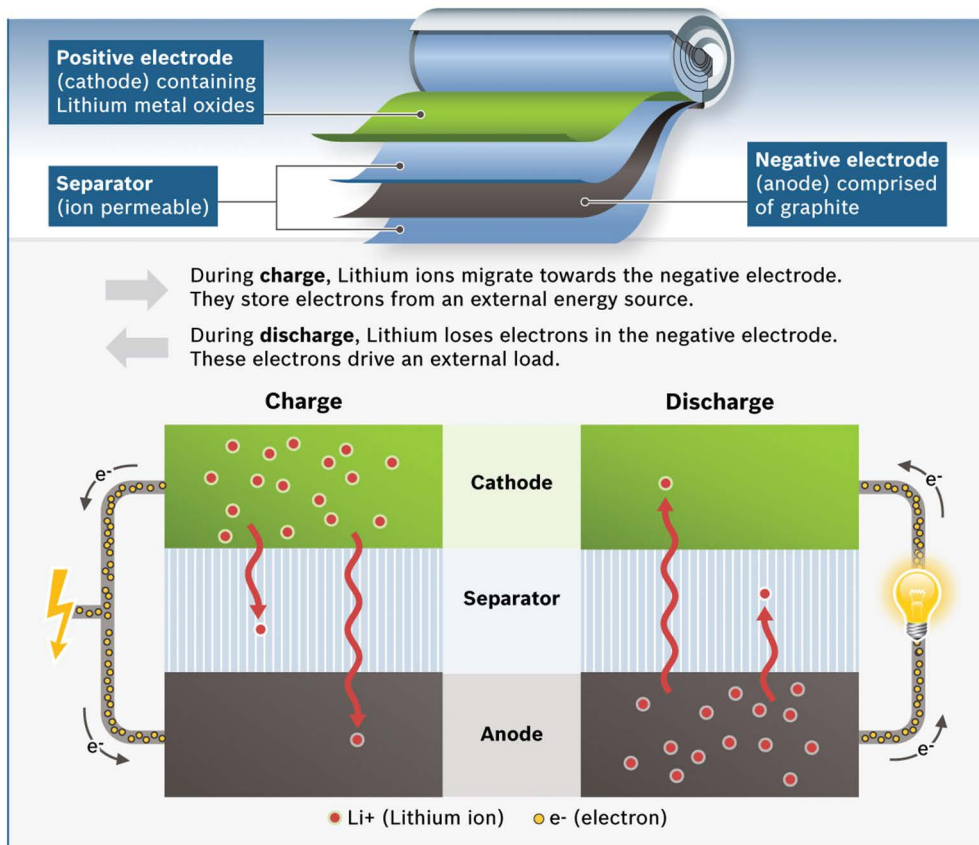 Positive electrode
(cathode) containing
Lithium metal oxides
Separator
(ion permeable)
Negative electrode
(anode) comprised
of graphite
During charge, Lithium ions migrate towards the negative electrode.
They store electrons from an external energy source.
During discharge, Lithium loses electrons in the negative electrode.
These electrons drive an external load.
Charge
Discharge
e-
Cathode
e-
Separator
e-
Anode
e-
Li+ (Lithium ion)
e- (electron)